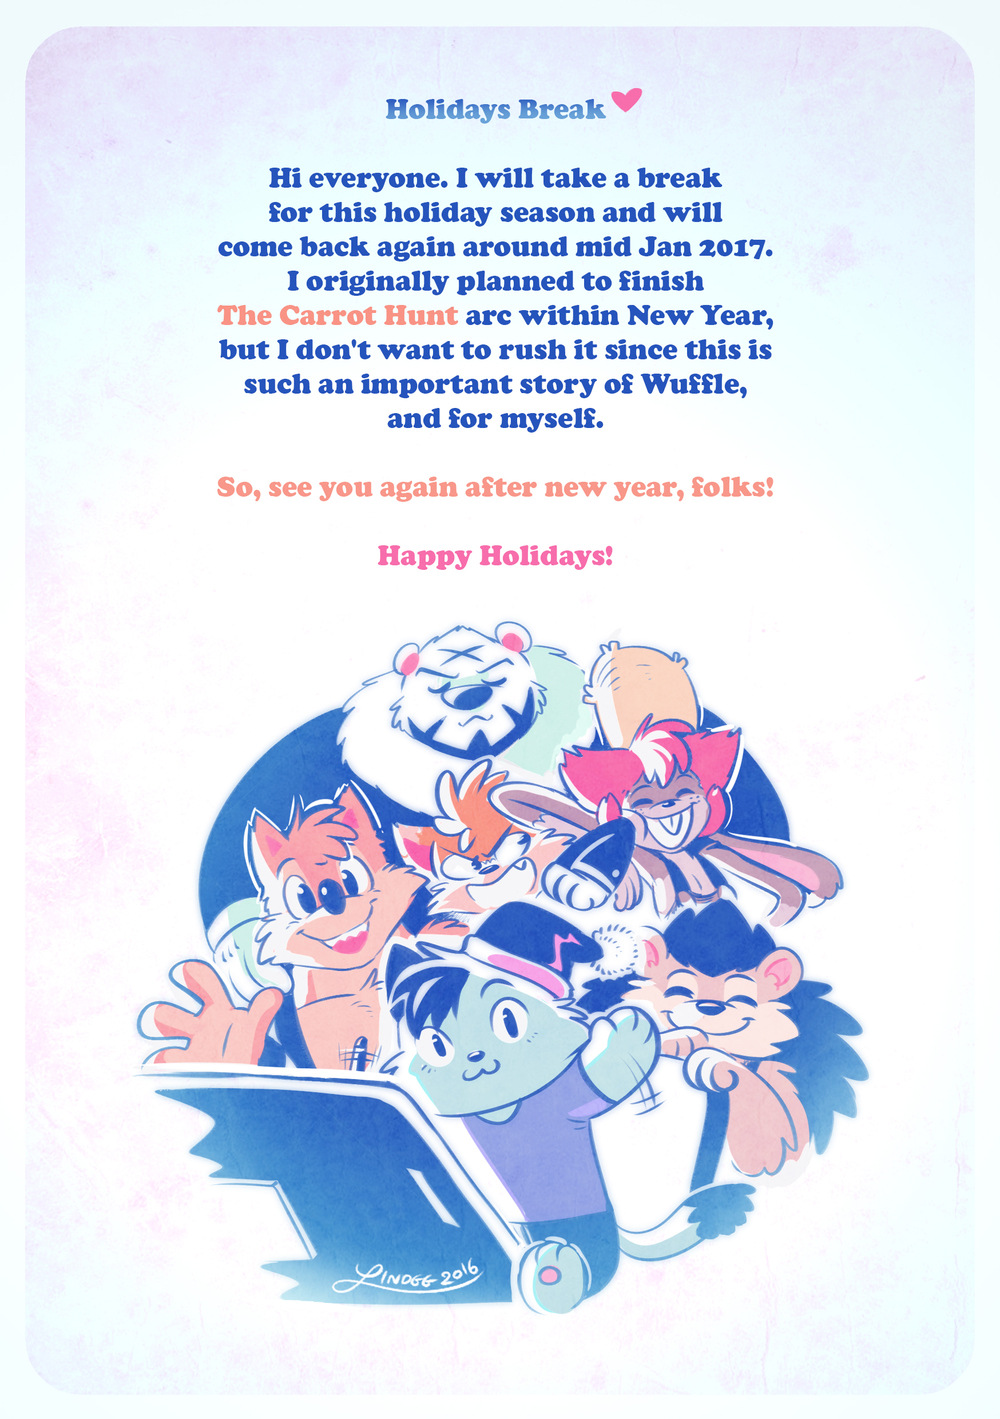 Holidays Break
Hi everyone. I will take a break
for this holiday season and will
come back again around mid Jan 2017.
I originally planned to finish
The Carrot Hunt arc within New Year,
but I don't want to rush it since this is
such an important story of Wuffle,
and for myself.
So, see you again after new year, folks!
Happy Holidays!
LINDGG 2016